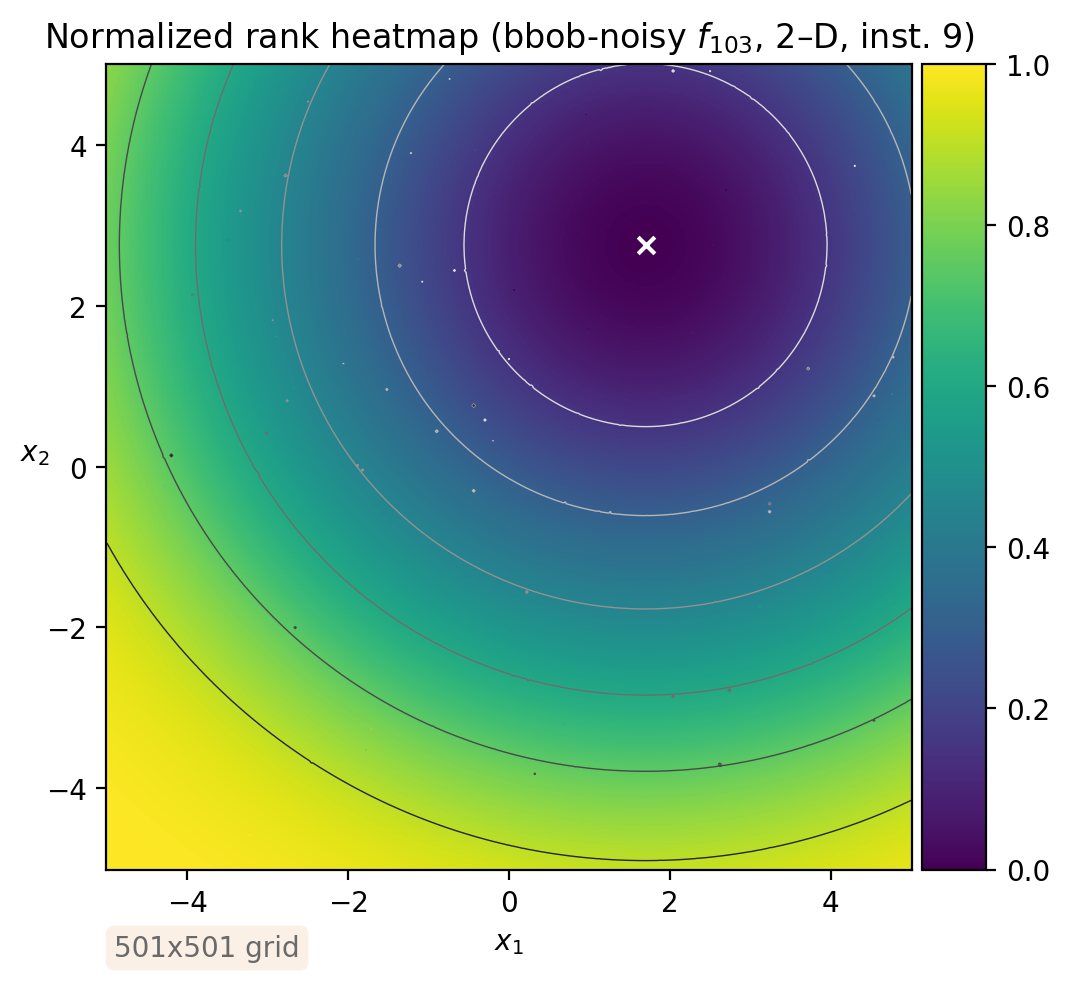 Normalized rank heatmap (bbob-noisy f₁₀₃, 2–D, inst. 9)
1.0
0.8
0.6
0.4
0.2
0.0
4
2
0
−2
−4
x₂
−4 −2 0 2 4
x₁
501x501 grid